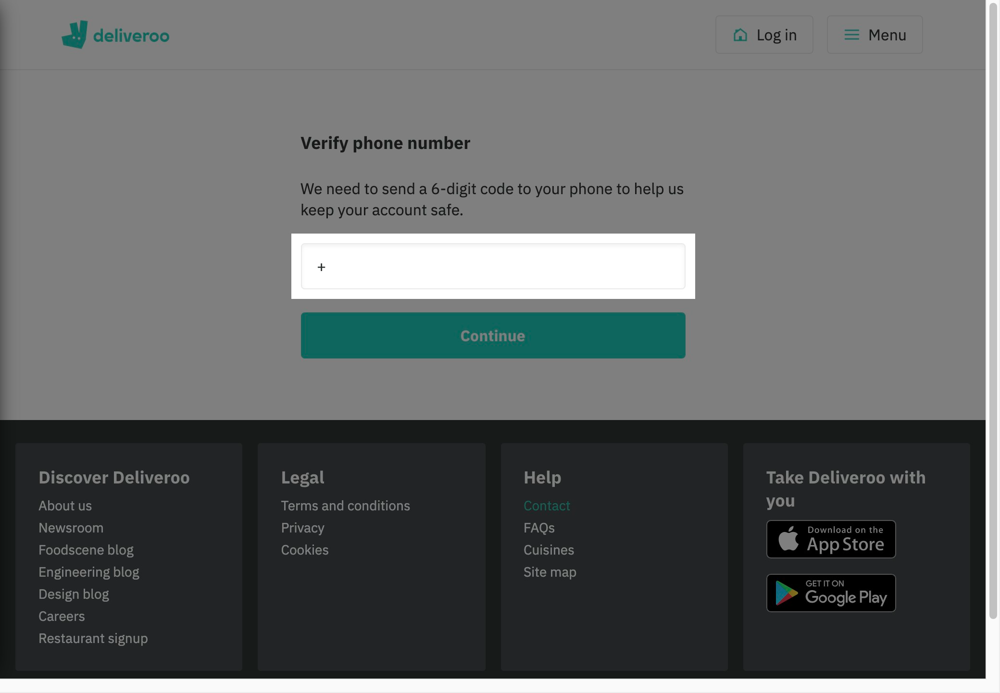 deliveroo
Log in
Menu
Verify phone number
We need to send a 6-digit code to your phone to help us
keep your account safe.
+
Continue
Discover Deliveroo
About us
Newsroom
Foodscene blog
Engineering blog
Design blog
Careers
Restaurant signup
Legal
Terms and conditions
Privacy
Cookies
Help
Contact
FAQs
Cuisines
Site map
Take Deliveroo with
you
Download on the
App Store
GET IT ON
Google Play